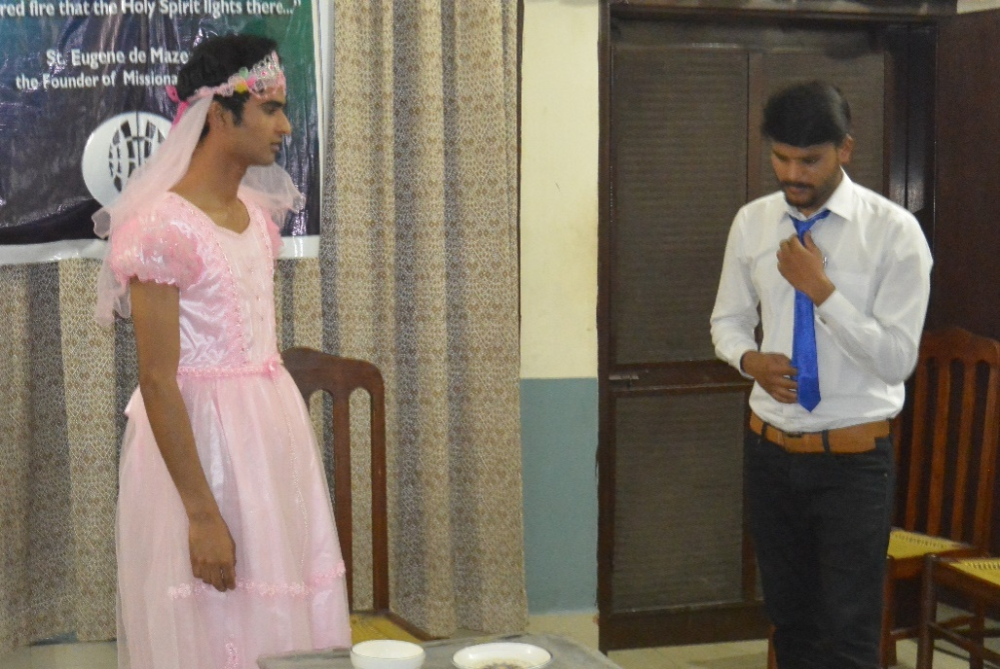 red fire that the Holy Spirit lights there..."
St. Eugene de Maze
the Founder of Missiona